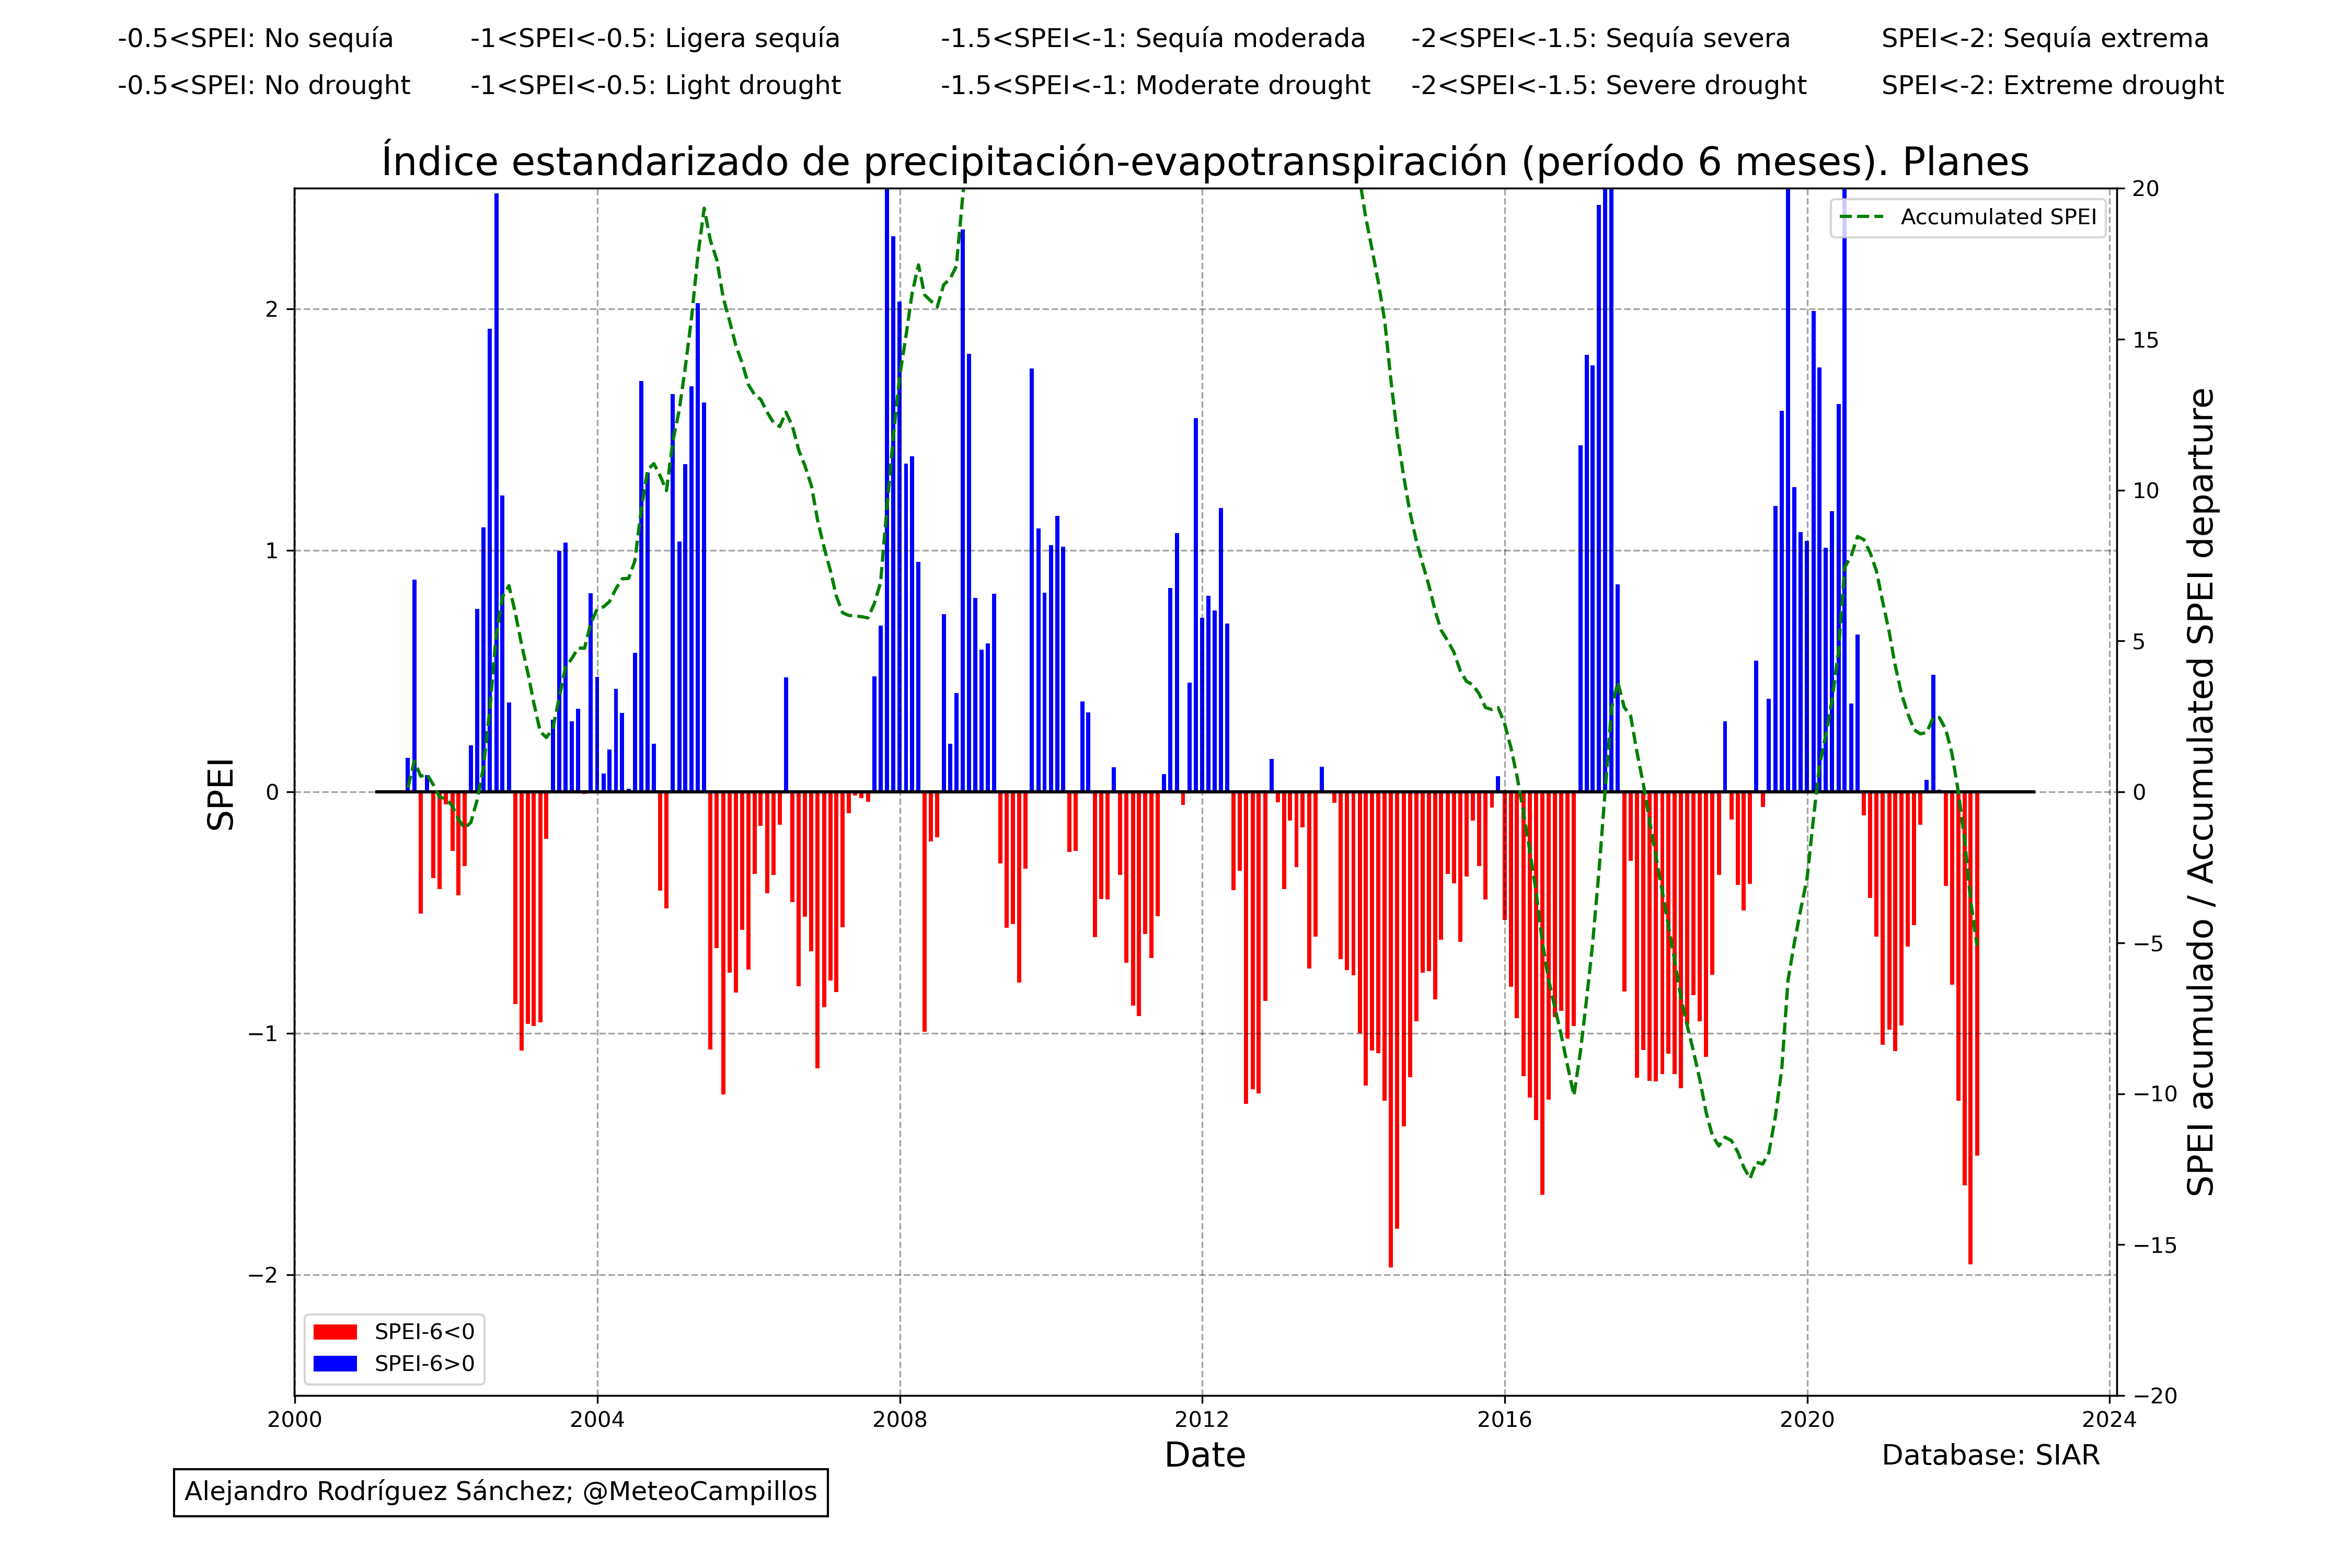 -0.5<SPEI: No sequía -1<SPEI<-0.5: Ligera sequía -1.5<SPEI<-1: Sequía moderada -2<SPEI<-1.5: Sequía severa SPEI<-2: Sequía extrema
-0.5<SPEI: No drought -1<SPEI<-0.5: Light drought -1.5<SPEI<-1: Moderate drought -2<SPEI<-1.5: Severe drought SPEI<-2: Extreme drought
Índice estandarizado de precipitación-evapotranspiración (período 6 meses). Planes
Accumulated SPEI
SPEI
2
1
0
−1
−2
20
15
10
5
0
−5
−10
−15
−20
SPEI acumulado / Accumulated SPEI departure
SPEI-6<0
SPEI-6>0
2000 2004 2008 2012 2016 2020 2024
Date
Database: SIAR
Alejandro Rodríguez Sánchez; @MeteoCampillos